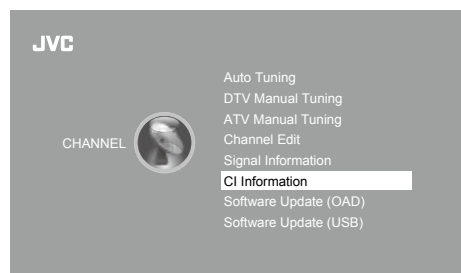 JVC
CHANNEL
Auto Tuning
DTV Manual Tuning
ATV Manual Tuning
Channel Edit
Signal Information
CI Information
Software Update (OAD)
Software Update (USB)